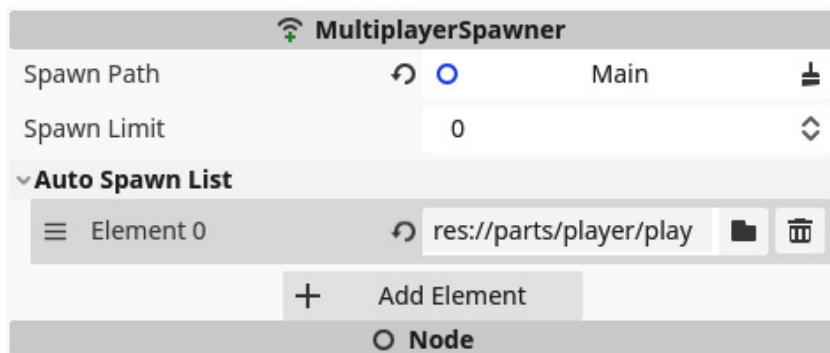 MultiplayerSpawner
Spawn Path Main
Spawn Limit 0
Auto Spawn List
Element 0 res://parts/player/play
Add Element
Node